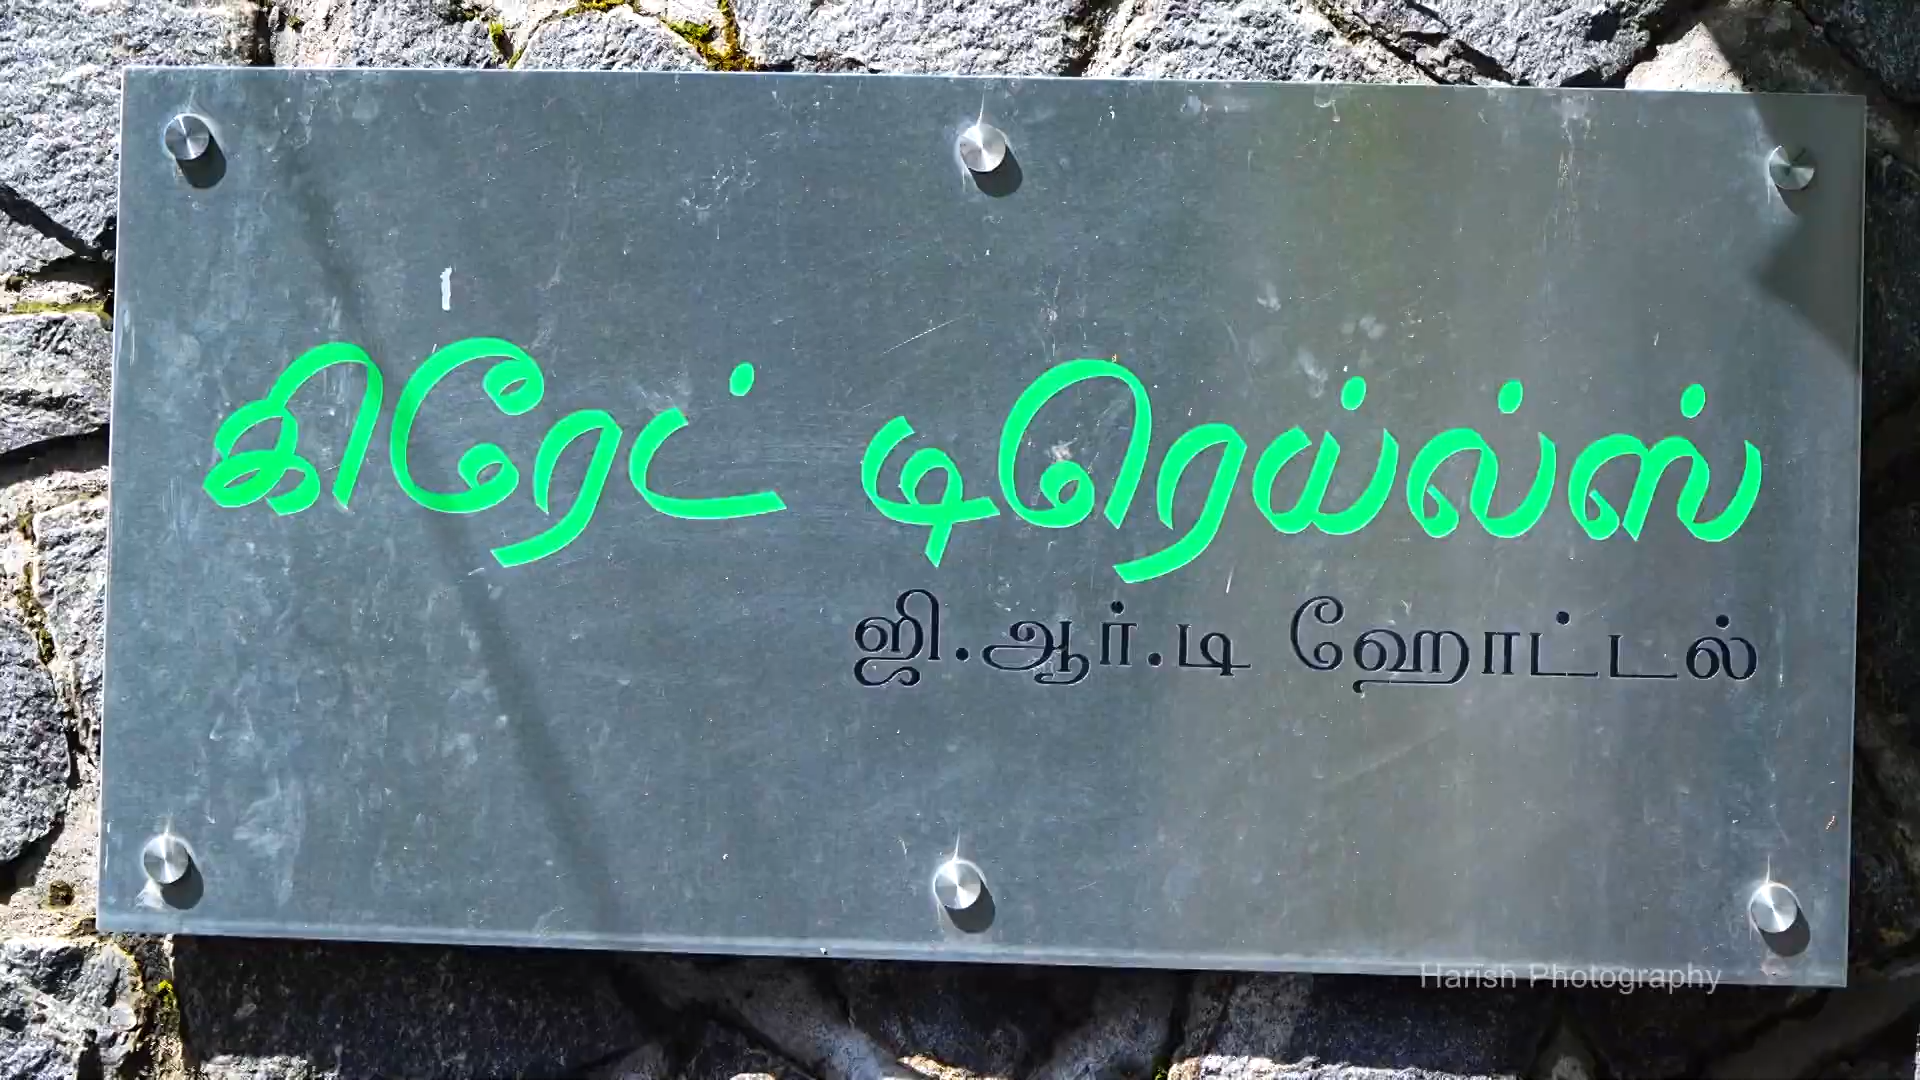 கிரேட் டிரெய்ல்ஸ்
ஜி.ஆர்.டி ஹோட்டல்
Harish Photography